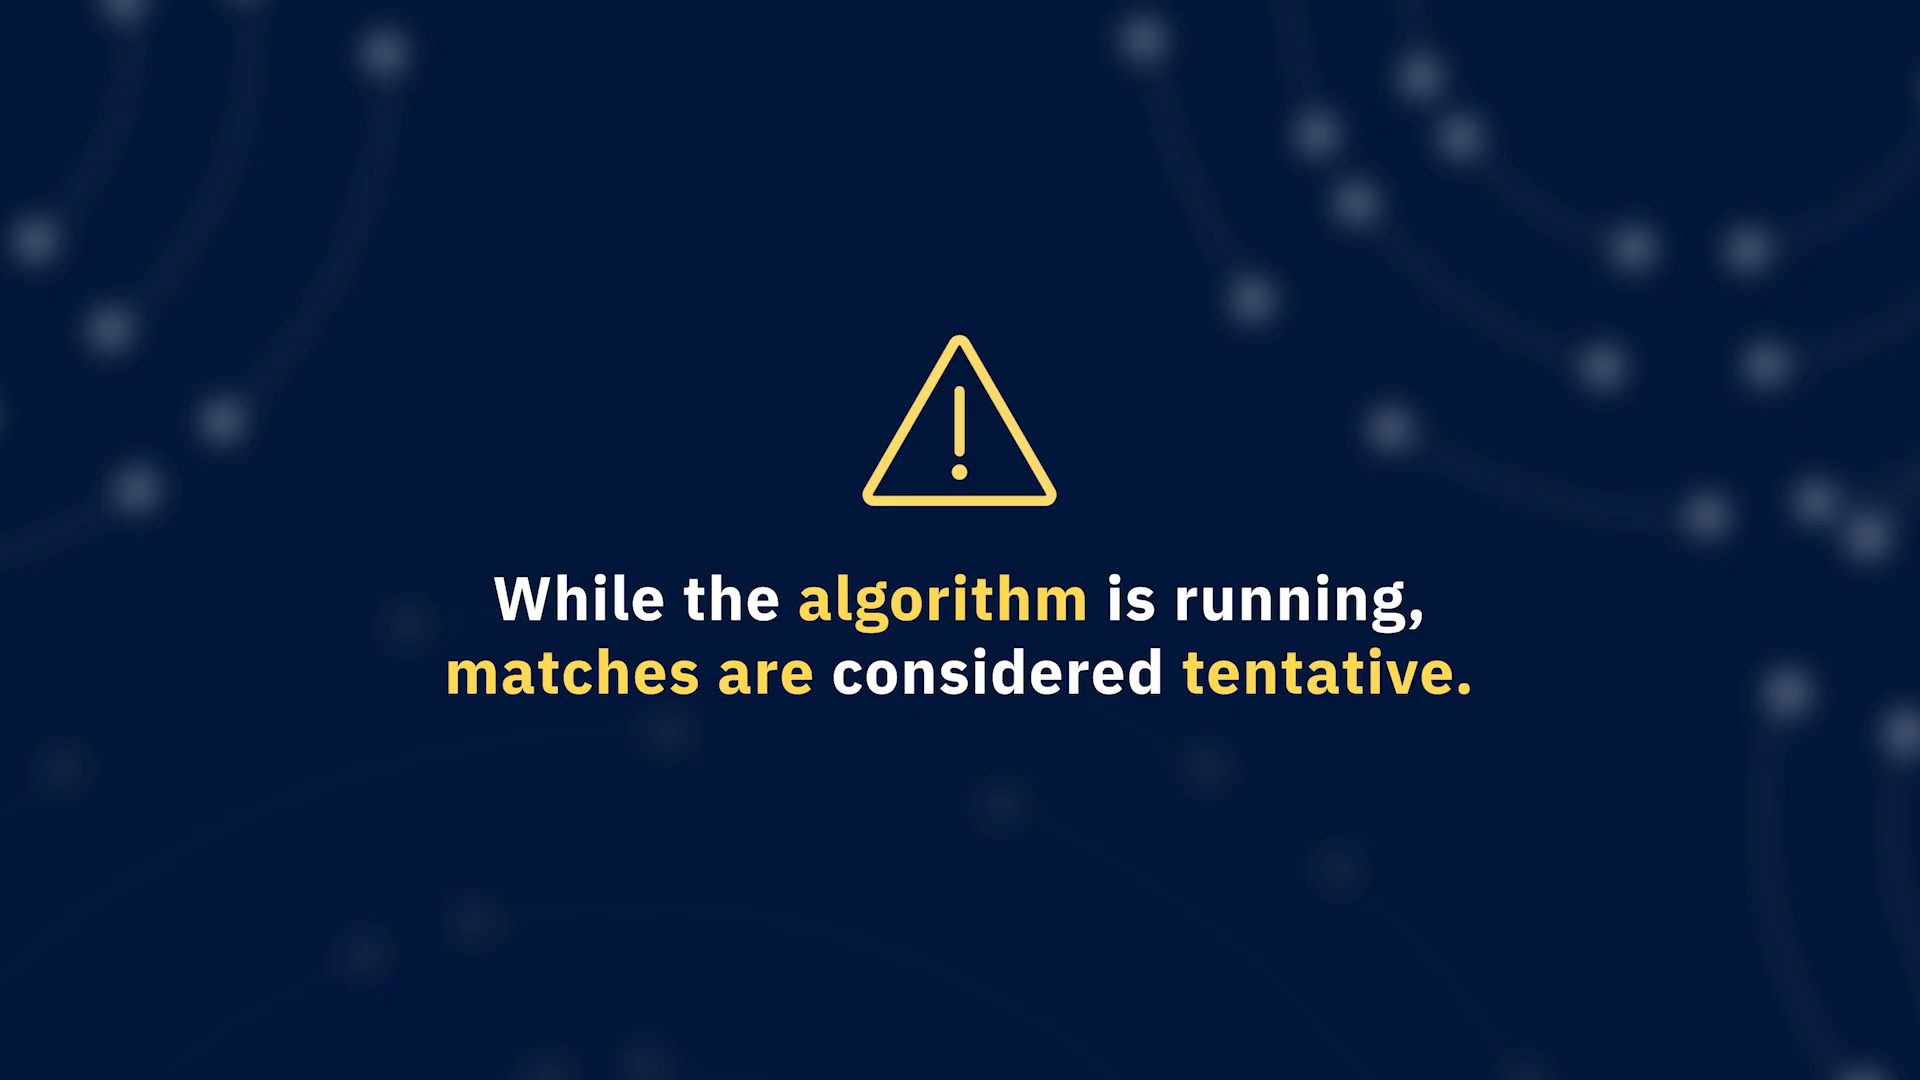 While the algorithm is running,
matches are considered tentative.